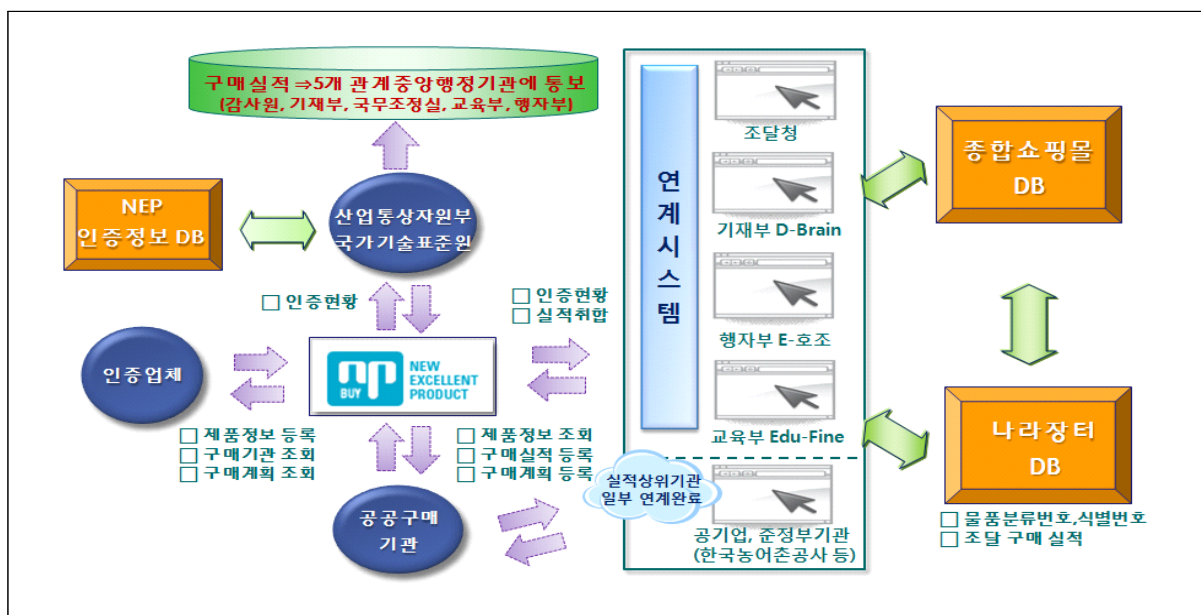 구매실적 ⇒5개 관계중앙행정기관에 통보
(감사원, 기재부, 국무조정실, 교육부, 행자부)
NEP
인증정보 DB
산업통상자원부
국가기술표준원
□ 인증현황
□ 인증현황
□ 실적취합
인증업체
BUY
np
NEW
EXCELLENT
PRODUCT
□ 제품정보 등록
□ 구매기관 조회
□ 구매계획 조회
□ 제품정보 조회
□ 구매실적 등록
□ 구매계획 등록
공공구매
기관
연계시스템
조달청
기재부 D-Brain
행자부 E-호조
교육부 Edu-Fine
실적상위기관
일부 연계완료
공기업, 준정부기관
(한국농어촌공사 등)
종합쇼핑몰
DB
나라장터
DB
□ 물품분류번호,식별번호
□ 조달 구매 실적